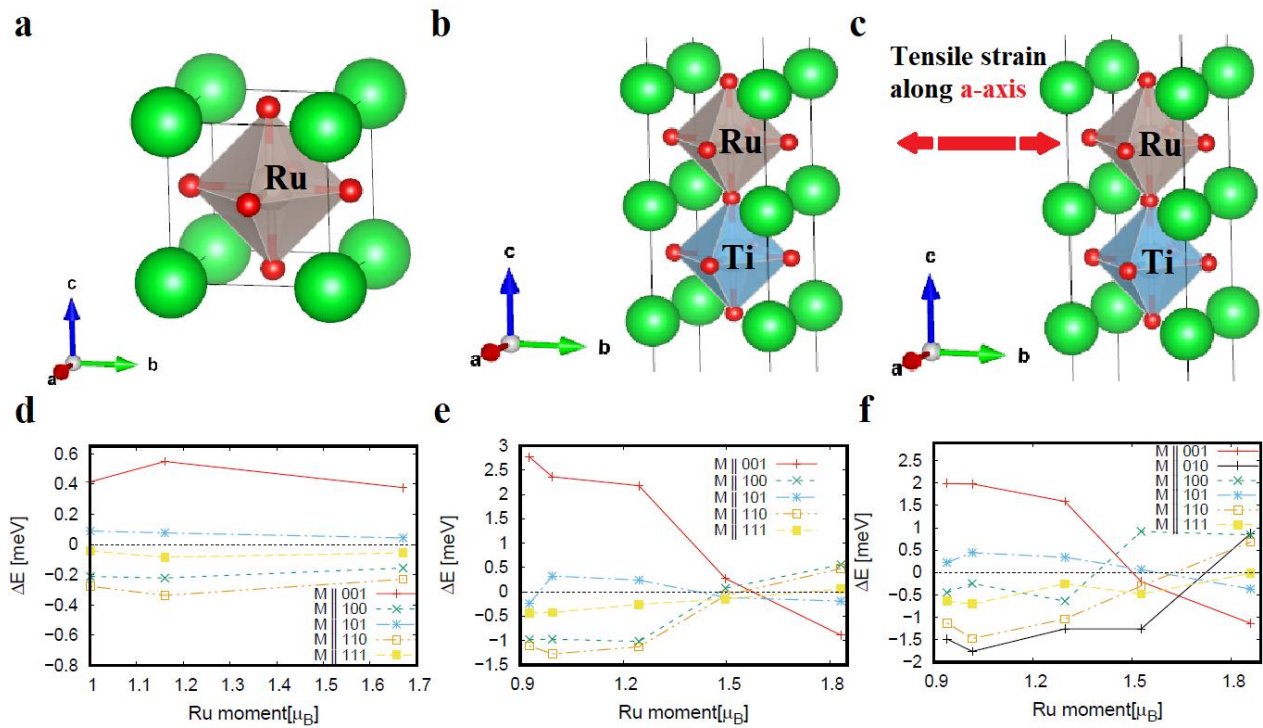 a
Ru
c
b
a
b
Ru
Ti
c
b
a
c
Tensile strain
along a-axis
Ru
Ti
c
b
a
d
0.6
0.4
0.2
0
−0.2
−0.4
−0.6
−0.8
ΔE [meV]
M || 001
M || 100
M || 101
M || 110
M || 111
1 1.1 1.2 1.3 1.4 1.5 1.6 1.7
Ru moment[μB]
e
3
2.5
2
1.5
1
0.5
0
−0.5
−1
−1.5
ΔE [meV]
M || 001
M || 100
M || 101
M || 110
M || 111
0.9 1.2 1.5 1.8
Ru moment[μB]
f
2.5
2
1.5
1
0.5
0
−0.5
−1
−1.5
−2
ΔE [meV]
M || 001
M || 010
M || 100
M || 101
M || 110
M || 111
0.9 1.2 1.5 1.8
Ru moment[μB]